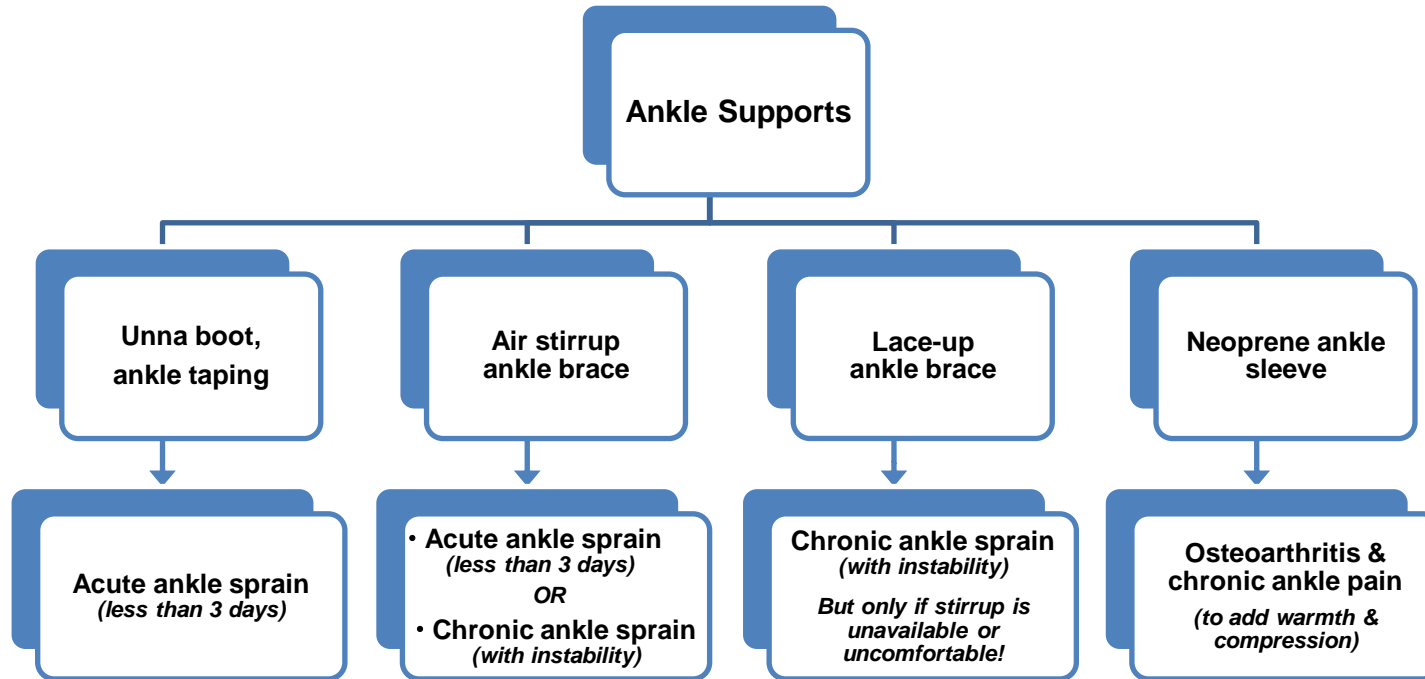 Ankle Supports
Unna boot,
ankle taping
Air stirrup
ankle brace
Lace-up
ankle brace
Neoprene ankle
sleeve
Acute ankle sprain
(less than 3 days)
• Acute ankle sprain
(less than 3 days)
OR
• Chronic ankle sprain
(with instability)
Chronic ankle sprain
(with instability)
But only if stirrup is
unavailable or
uncomfortable!
Osteoarthritis &
chronic ankle pain
(to add warmth &
compression)